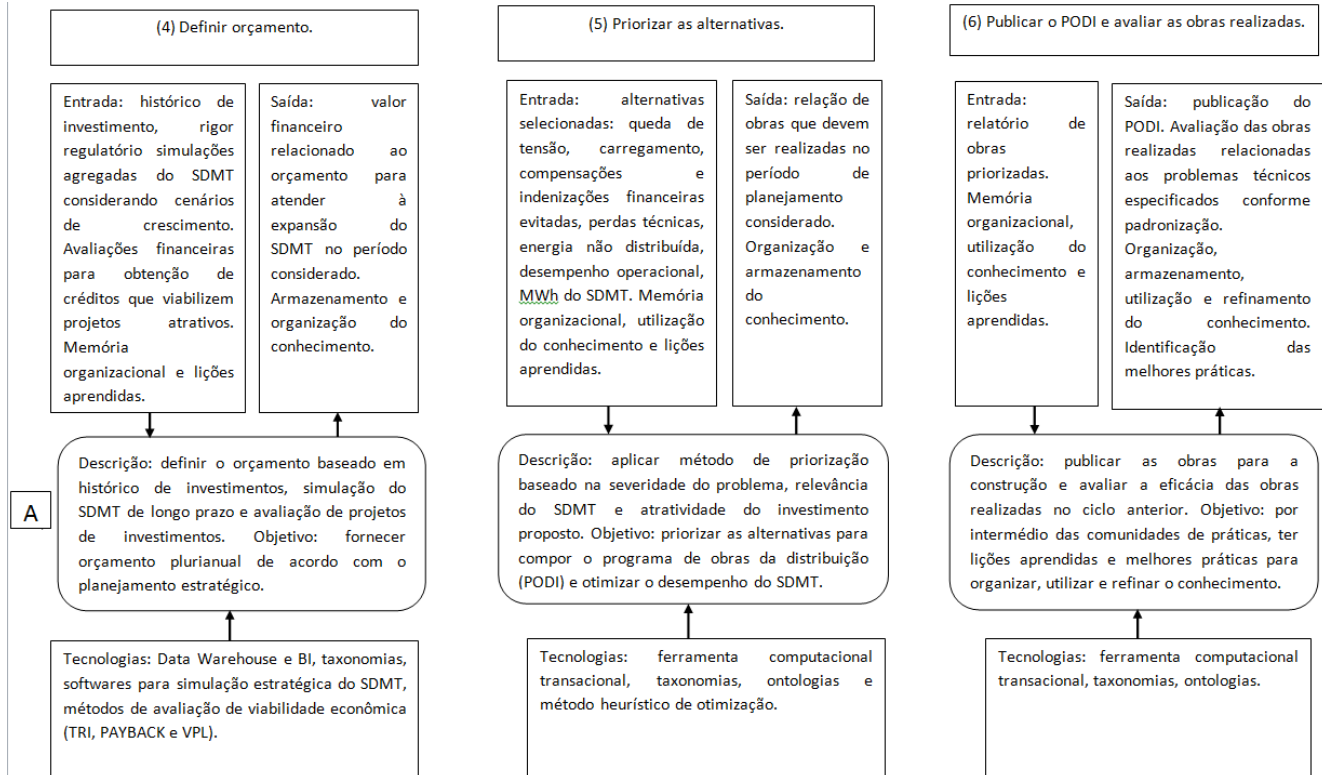 (4) Definir orçamento.
Entrada: histórico de
investimento, rigor
regulatório simulações
agregadas do SDMT
considerando cenários
de crescimento.
Avaliações financeiras
para obtenção de
créditos que viabilizem
projetos atrativos.
Memória
organizacional e lições
aprendidas.
Saída: valor
financeiro
relacionado ao
orçamento para
atender à
expansão do
SDMT no período
considerado.
Armazenamento e
organização do
conhecimento.
A
Descrição: definir o orçamento baseado em
histórico de investimentos, simulação do
SDMT de longo prazo e avaliação de projetos
de investimentos. Objetivo: fornecer
orçamento plurianual de acordo com o
planejamento estratégico.
Tecnologias: Data Warehouse e BI, taxonomias,
softwares para simulação estratégica do SDMT,
métodos de avaliação de viabilidade econômica
(TRI, PAYBACK e VPL).
(5) Priorizar as alternativas.
Entrada: alternativas
selecionadas: queda de
tensão, carregamento,
compensações e
indenizações financeiras
evitadas, perdas técnicas,
energia não distribuída,
desempenho operacional,
MWh do SDMT. Memória
organizacional, utilização
do conhecimento e lições
aprendidas.
Saída: relação de
obras que devem
ser realizadas no
período de
planejamento
considerado.
Organização e
armazenamento
do
conhecimento.
Descrição: aplicar método de priorização
baseado na severidade do problema, relevância
do SDMT e atratividade do investimento
proposto. Objetivo: priorizar as alternativas para
compor o programa de obras da distribuição
(PODI) e otimizar o desempenho do SDMT.
Tecnologias: ferramenta computacional
transacional, taxonomias, ontologias e
método heurístico de otimização.
(6) Publicar o PODI e avaliar as obras realizadas.
Entrada:
relatório de
obras
priorizadas.
Memória
organizacional,
utilização do
conhecimento e
lições
aprendidas.
Saída: publicação do
PODI. Avaliação das obras
realizadas relacionadas
aos problemas técnicos
especificados conforme
padronização.
Organização,
armazenamento,
utilização e refinamento
do conhecimento.
Identificação das
melhores práticas.
Descrição: publicar as obras para a
construção e avaliar a eficácia das obras
realizadas no ciclo anterior. Objetivo: por
intermédio das comunidades de práticas, ter
lições aprendidas e melhores práticas para
organizar, utilizar e refinar o conhecimento.
Tecnologias: ferramenta computacional
transacional, taxonomias, ontologias.